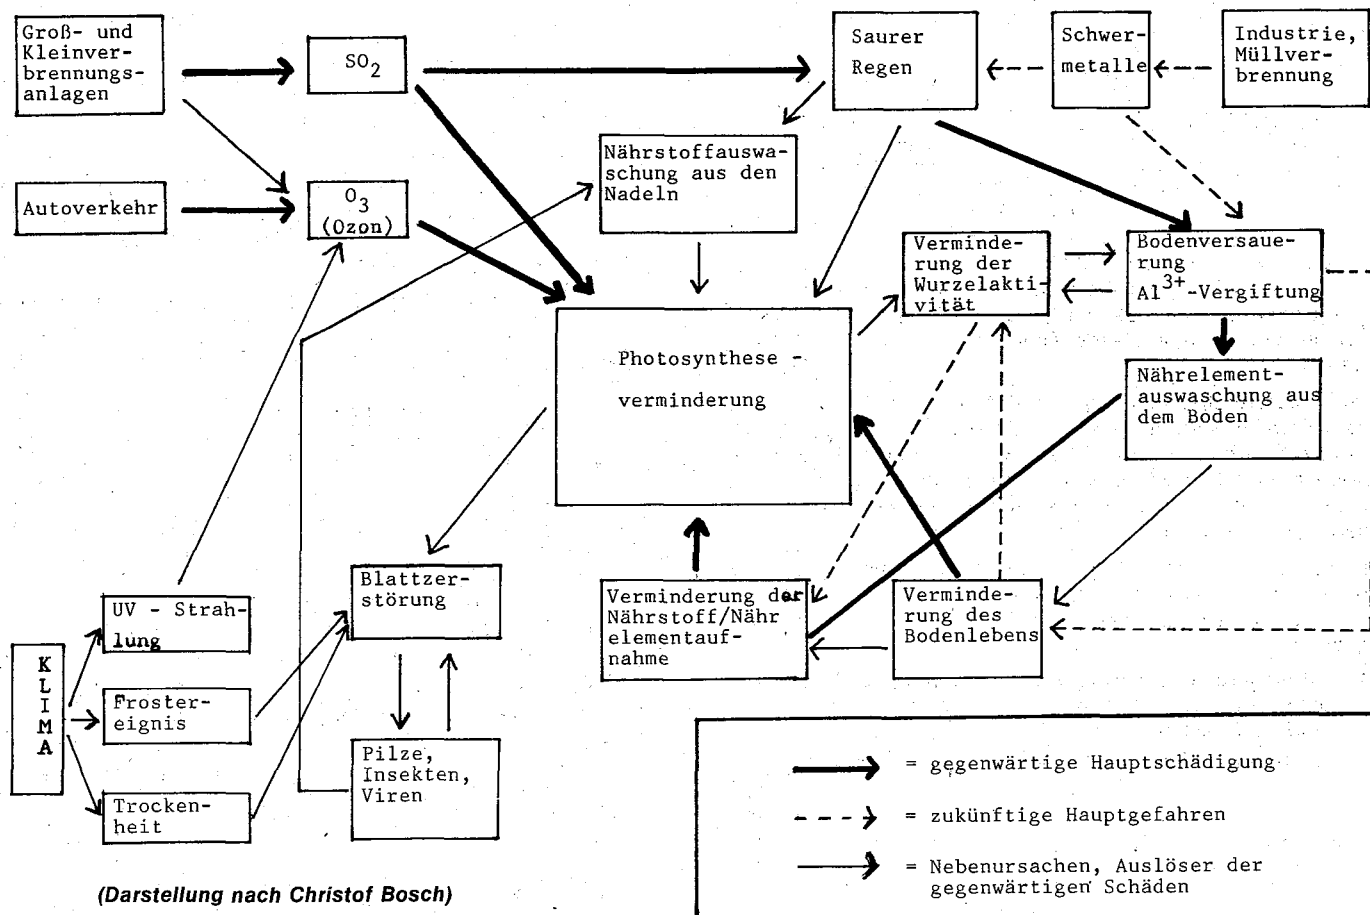 Groß- und
Kleinver-
brennungs-
anlagen
SO2
Saurer
Regen
Schwer-
metalle
Industrie,
Müllver-
brennung
Nährstoffauswa-
schung aus den
Nadeln
Autoverkehr
O3
(Ozon)
Verminde-
rung der
Wurzelakti-
vität
Bodenversaue-
rung
Al3+-Vergiftung
Photosynthese -
verminderung
Nährelement-
auswaschung aus
dem Boden
Blattzer-
störung
Verminderung der
Nährstoff/Nähr
elementauf-
nahme
Verminde-
rung des
Bodenlebens
UV - Strah-
lung
KLIMA
Froster-
eignis
Trocken-
heit
Pilze,
Insekten,
Viren
= gegenwärtige Hauptschädigung
= zukünftige Hauptgefahren
= Nebenursachen, Auslöser der
gegenwärtigen Schäden
(Darstellung nach Christof Bosch)